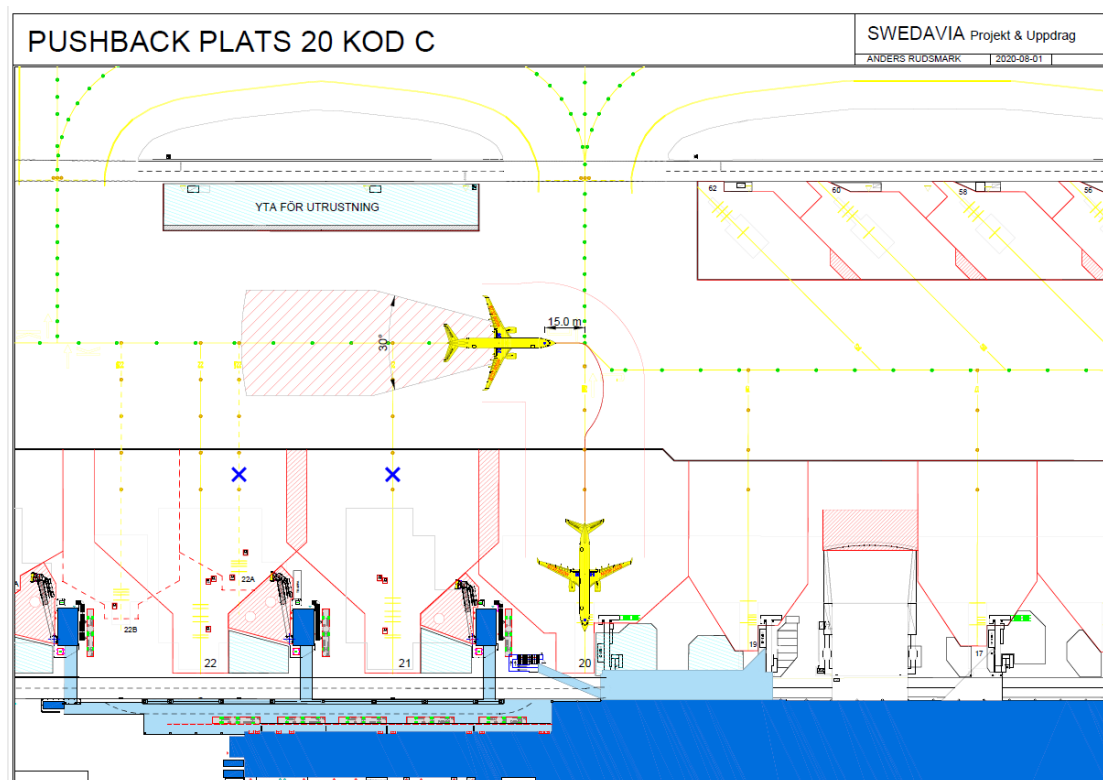 PUSHBACK PLATS 20 KOD C
SWEDAVIA Projekt & Uppdrag
ANDERS RUDSMARK 2020-08-01
YTA FÖR UTRUSTNING
62
60
58
56
15.0 m
30°
22A
22B
22
21
20
19
17